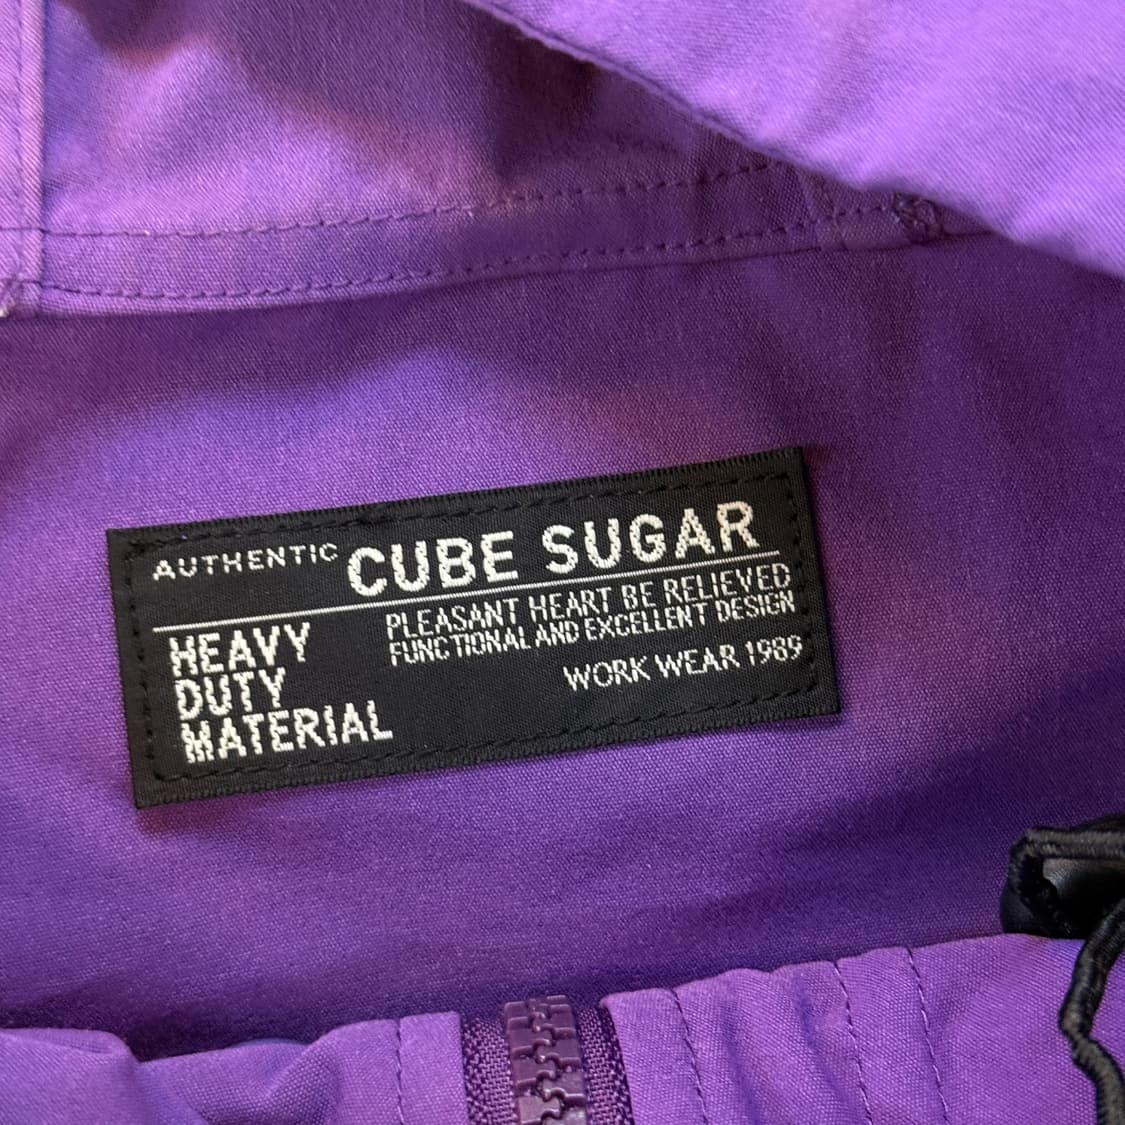 AUTHENTIC CUBE SUGAR
HEAVY
DUTY
MATERIAL
PLEASANT HEART BE RELIEVED
FUNCTIONAL AND EXCELLENT DESIGN
WORK WEAR 1989